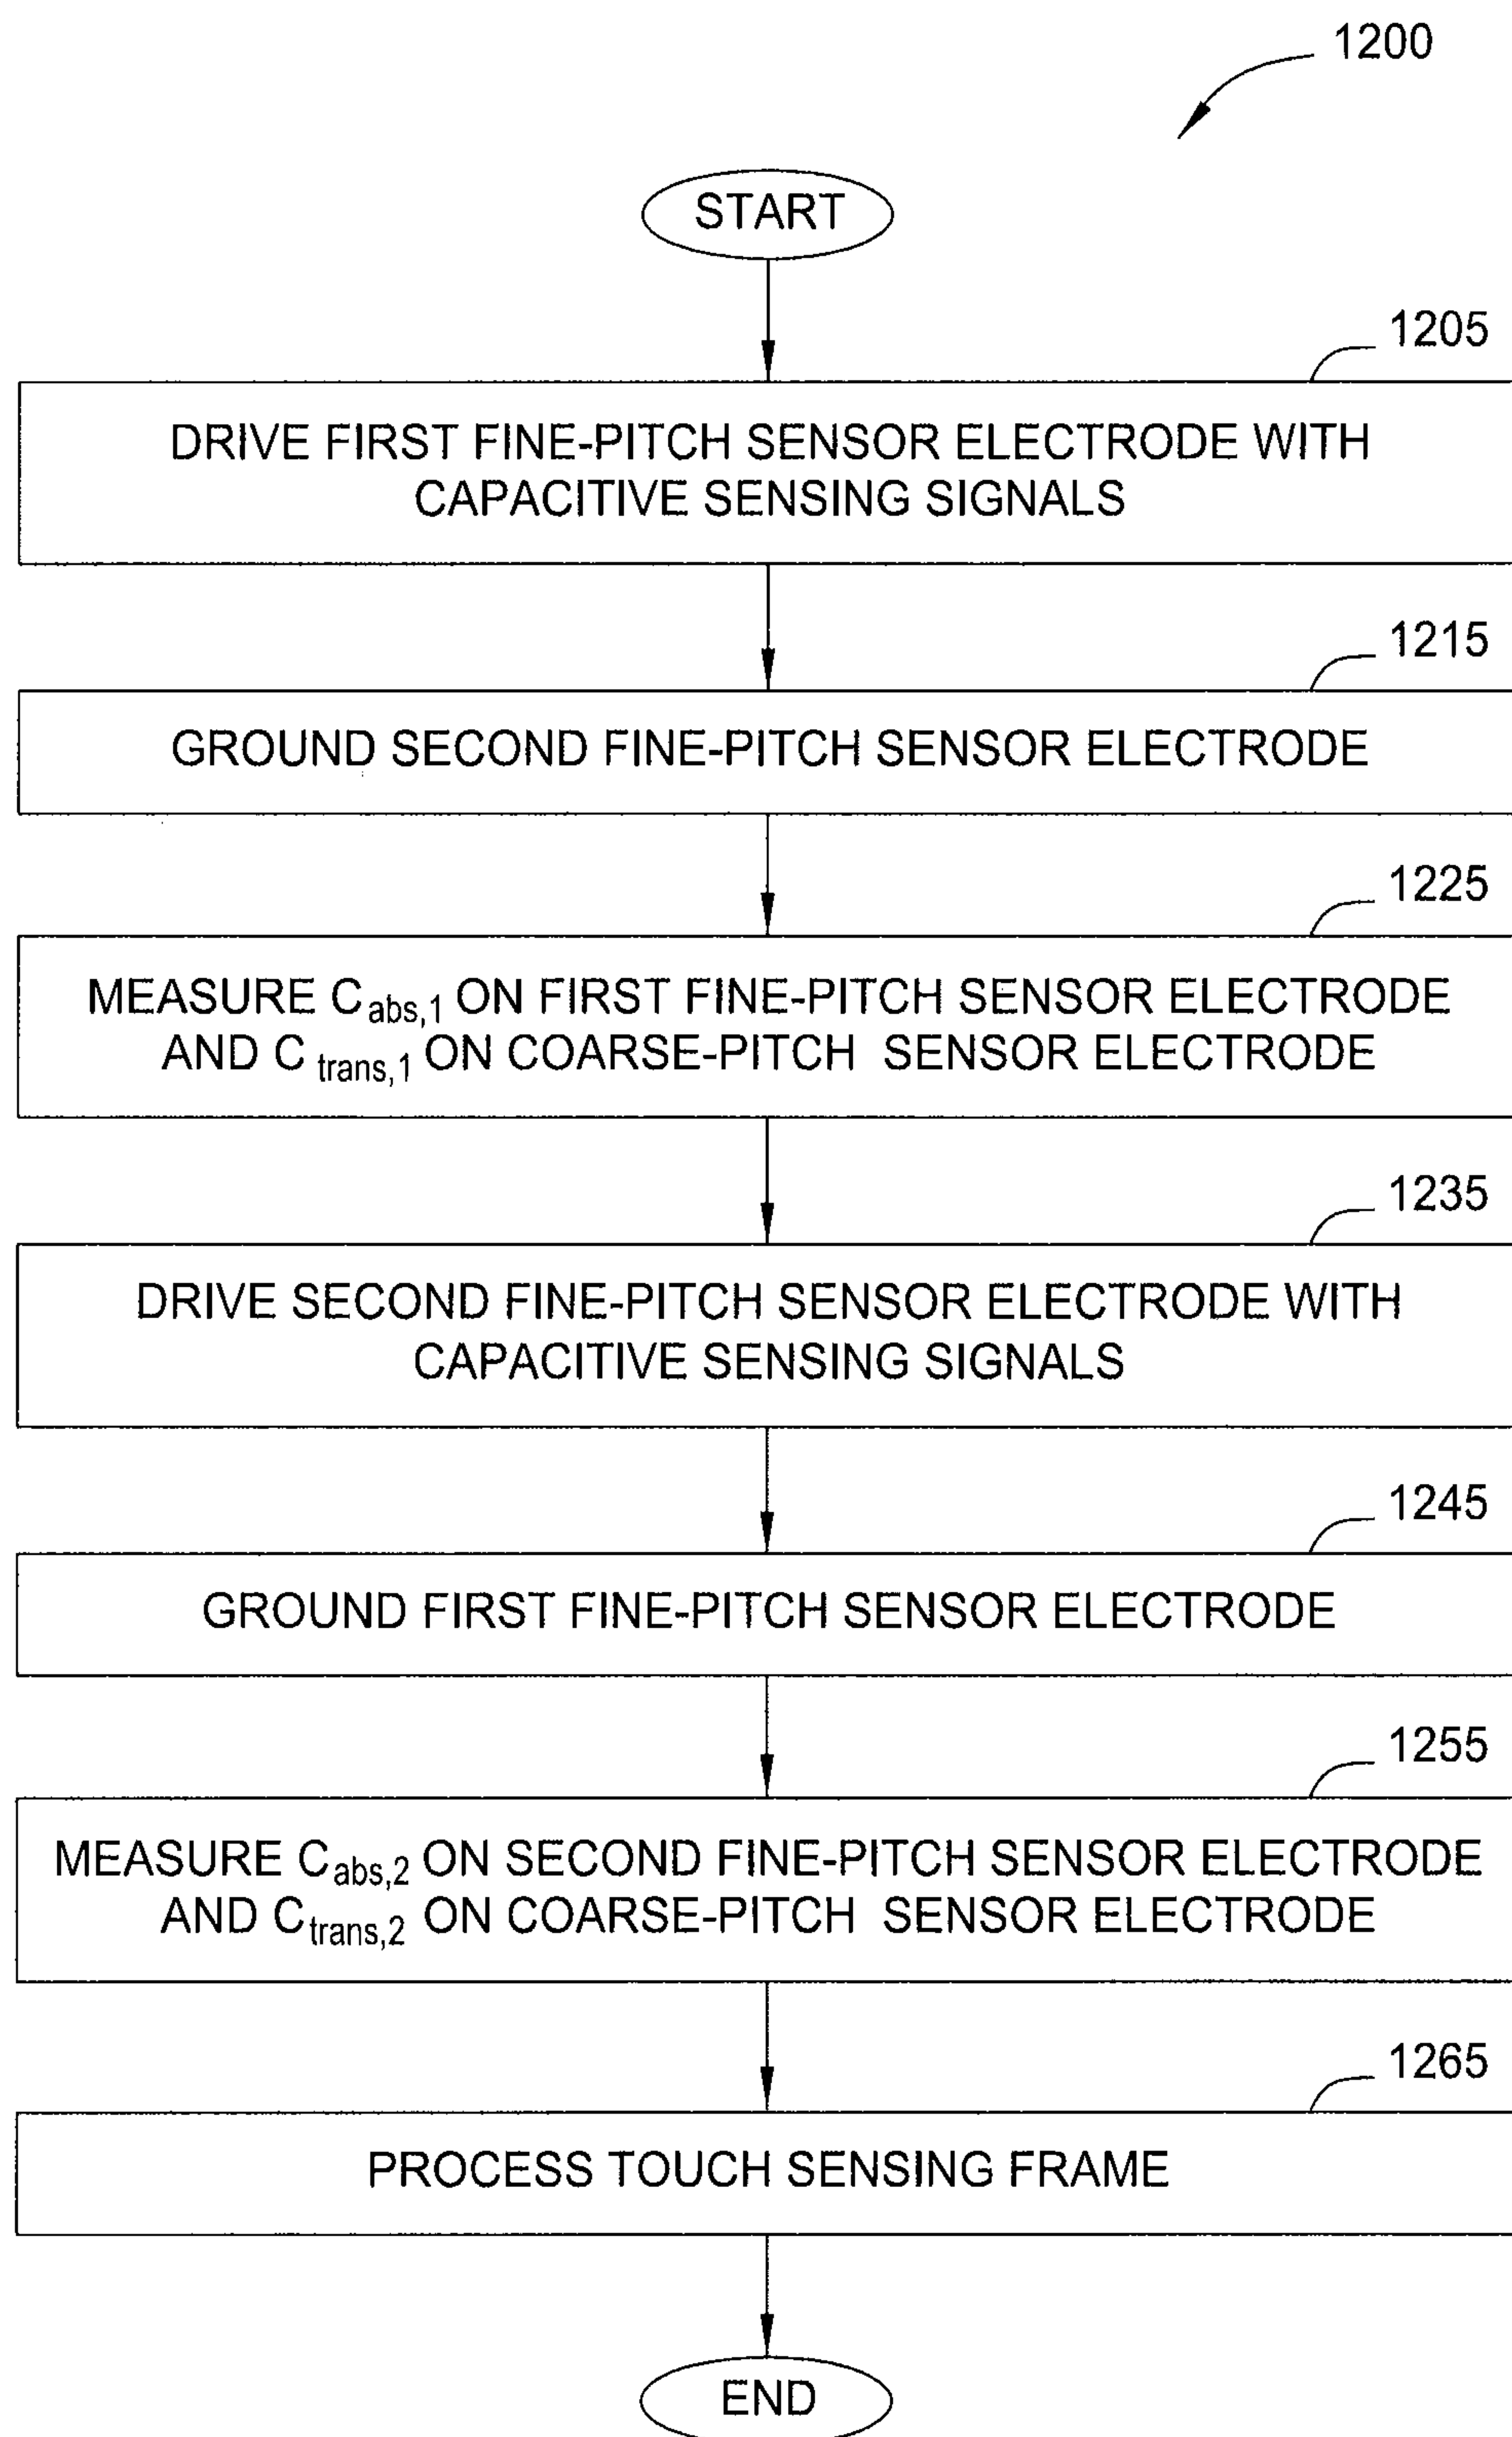 1200
START
1205
DRIVE FIRST FINE-PITCH SENSOR ELECTRODE WITH
CAPACITIVE SENSING SIGNALS
1215
GROUND SECOND FINE-PITCH SENSOR ELECTRODE
1225
MEASURE Cabs,1 ON FIRST FINE-PITCH SENSOR ELECTRODE
AND Ctrans,1 ON COARSE-PITCH SENSOR ELECTRODE
1235
DRIVE SECOND FINE-PITCH SENSOR ELECTRODE WITH
CAPACITIVE SENSING SIGNALS
1245
GROUND FIRST FINE-PITCH SENSOR ELECTRODE
1255
MEASURE Cabs,2 ON SECOND FINE-PITCH SENSOR ELECTRODE
AND Ctrans,2 ON COARSE-PITCH SENSOR ELECTRODE
1265
PROCESS TOUCH SENSING FRAME
END